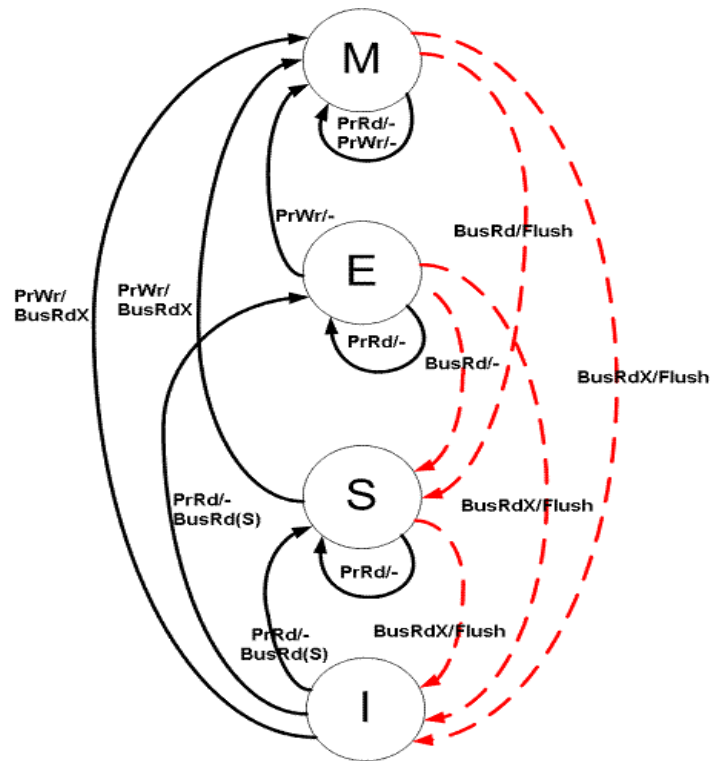 M
PrRd/-
PrWr/-
PrWr/-
BusRd/Flush
E
PrWr/
BusRdX
PrWr/
BusRdX
PrRd/-
BusRd/-
BusRdX/Flush
S
PrRd/-
BusRd(S)
BusRdX/Flush
PrRd/-
PrRd/-
BusRd(S)
BusRdX/Flush
I